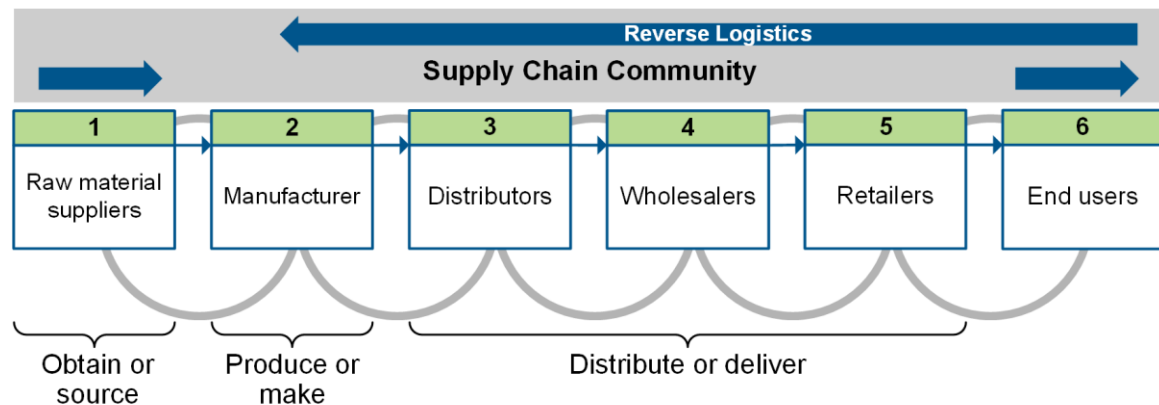 Reverse Logistics
Supply Chain Community
1
2
3
4
5
6
Raw material
suppliers
Manufacturer
Distributors
Wholesalers
Retailers
End users
Obtain or
source
Produce or
make
Distribute or deliver